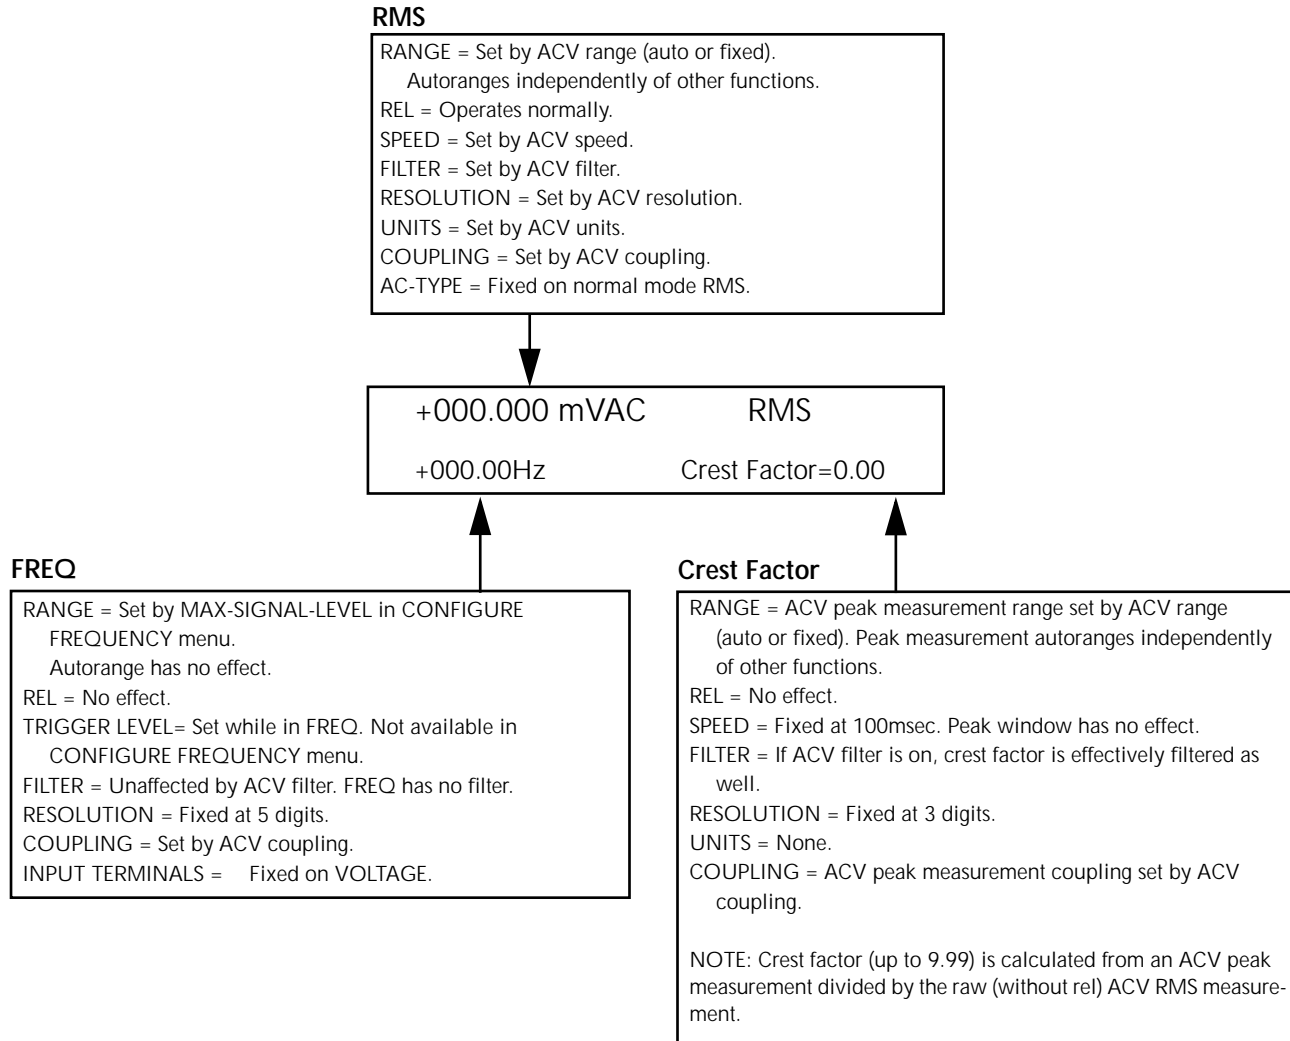 RMS
RANGE = Set by ACV range (auto or fixed).
Autoranges independently of other functions.
REL = Operates normally.
SPEED = Set by ACV speed.
FILTER = Set by ACV filter.
RESOLUTION = Set by ACV resolution.
UNITS = Set by ACV units.
COUPLING = Set by ACV coupling.
AC-TYPE = Fixed on normal mode RMS.
+000.000 mVAC RMS
+000.00Hz Crest Factor=0.00
FREQ
RANGE = Set by MAX-SIGNAL-LEVEL in CONFIGURE
FREQUENCY menu.
Autorange has no effect.
REL = No effect.
TRIGGER LEVEL= Set while in FREQ. Not available in
CONFIGURE FREQUENCY menu.
FILTER = Unaffected by ACV filter. FREQ has no filter.
RESOLUTION = Fixed at 5 digits.
COUPLING = Set by ACV coupling.
INPUT TERMINALS = Fixed on VOLTAGE.
Crest Factor
RANGE = ACV peak measurement range set by ACV range
(auto or fixed). Peak measurement autoranges independently
of other functions.
REL = No effect.
SPEED = Fixed at 100msec. Peak window has no effect.
FILTER = If ACV filter is on, crest factor is effectively filtered as
well.
RESOLUTION = Fixed at 3 digits.
UNITS = None.
COUPLING = ACV peak measurement coupling set by ACV
coupling.
NOTE: Crest factor (up to 9.99) is calculated from an ACV peak
measurement divided by the raw (without rel) ACV RMS measure-
ment.